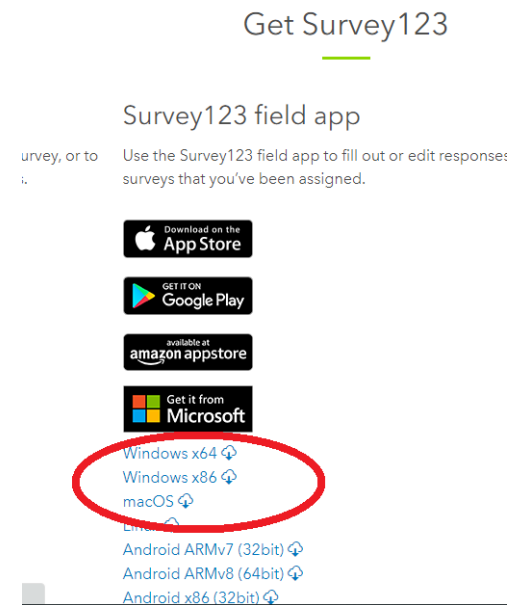 Get Survey123
Survey123 field app
urvey, or to
Use the Survey123 field app to fill out or edit responses
s.
surveys that you've been assigned.
Download on the
App Store
GET IT ON
Google Play
available at
amazon appstore
Get it from
Microsoft
Windows x64
Windows x86
macOS
Linux
Android ARMv7 (32bit)
Android ARMv8 (64bit)
Android x86 (32bit)